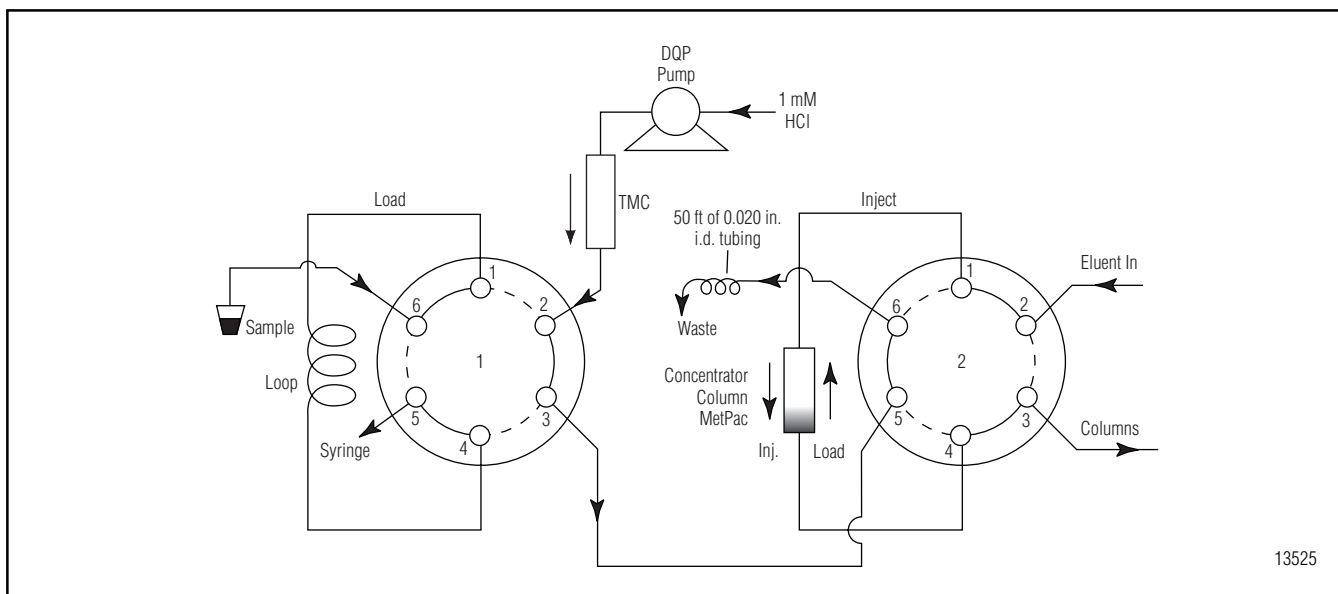 DQP
Pump
1 mM
HCl
TMC
Load
1
2
3
4
5
6
1
Sample
Loop
Syringe
50 ft of 0.020 in.
i.d. tubing
Waste
Inject
Concentrator
Column
MetPac
Inj.
Load
1
2
3
4
5
6
2
Eluent In
Columns
13525